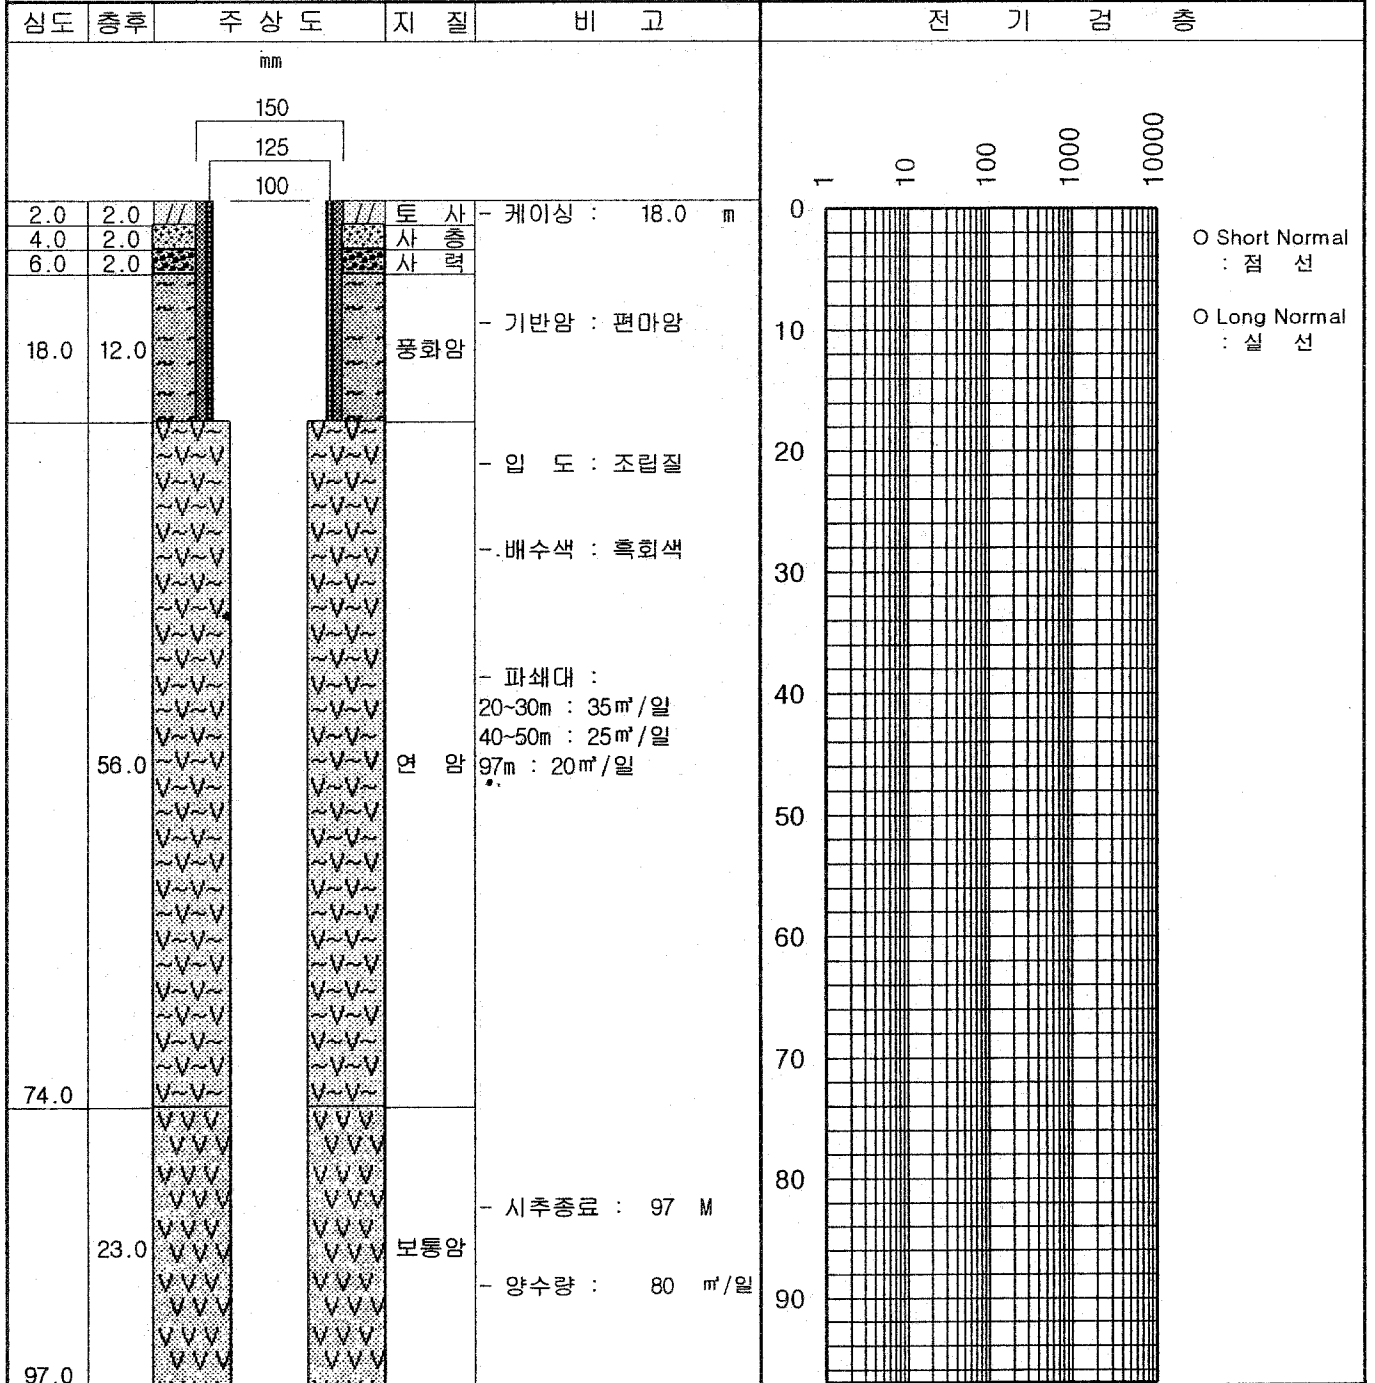 심도 층후 주 상 도 지 질 비 고 전 기 검 층
mm
150
125
100
1 10 100 1000 10000
2.0 2.0 토 사 - 케이싱 : 18.0 m
4.0 2.0 사 층
6.0 2.0 사 력
18.0 12.0 풍화암
- 기반암 : 편마암
- 입 도 : 조립질
- 배수색 : 흑회색
- 파쇄대 :
20~30m : 35㎥/일
40~50m : 25㎥/일
97m : 20㎥/일
74.0 56.0 연 암
- 시추종료 : 97 M
97.0 23.0 보통암
- 양수량 : 80 ㎥/일
0
10
20
30
40
50
60
70
80
90
O Short Normal
: 점 선
O Long Normal
: 실 선